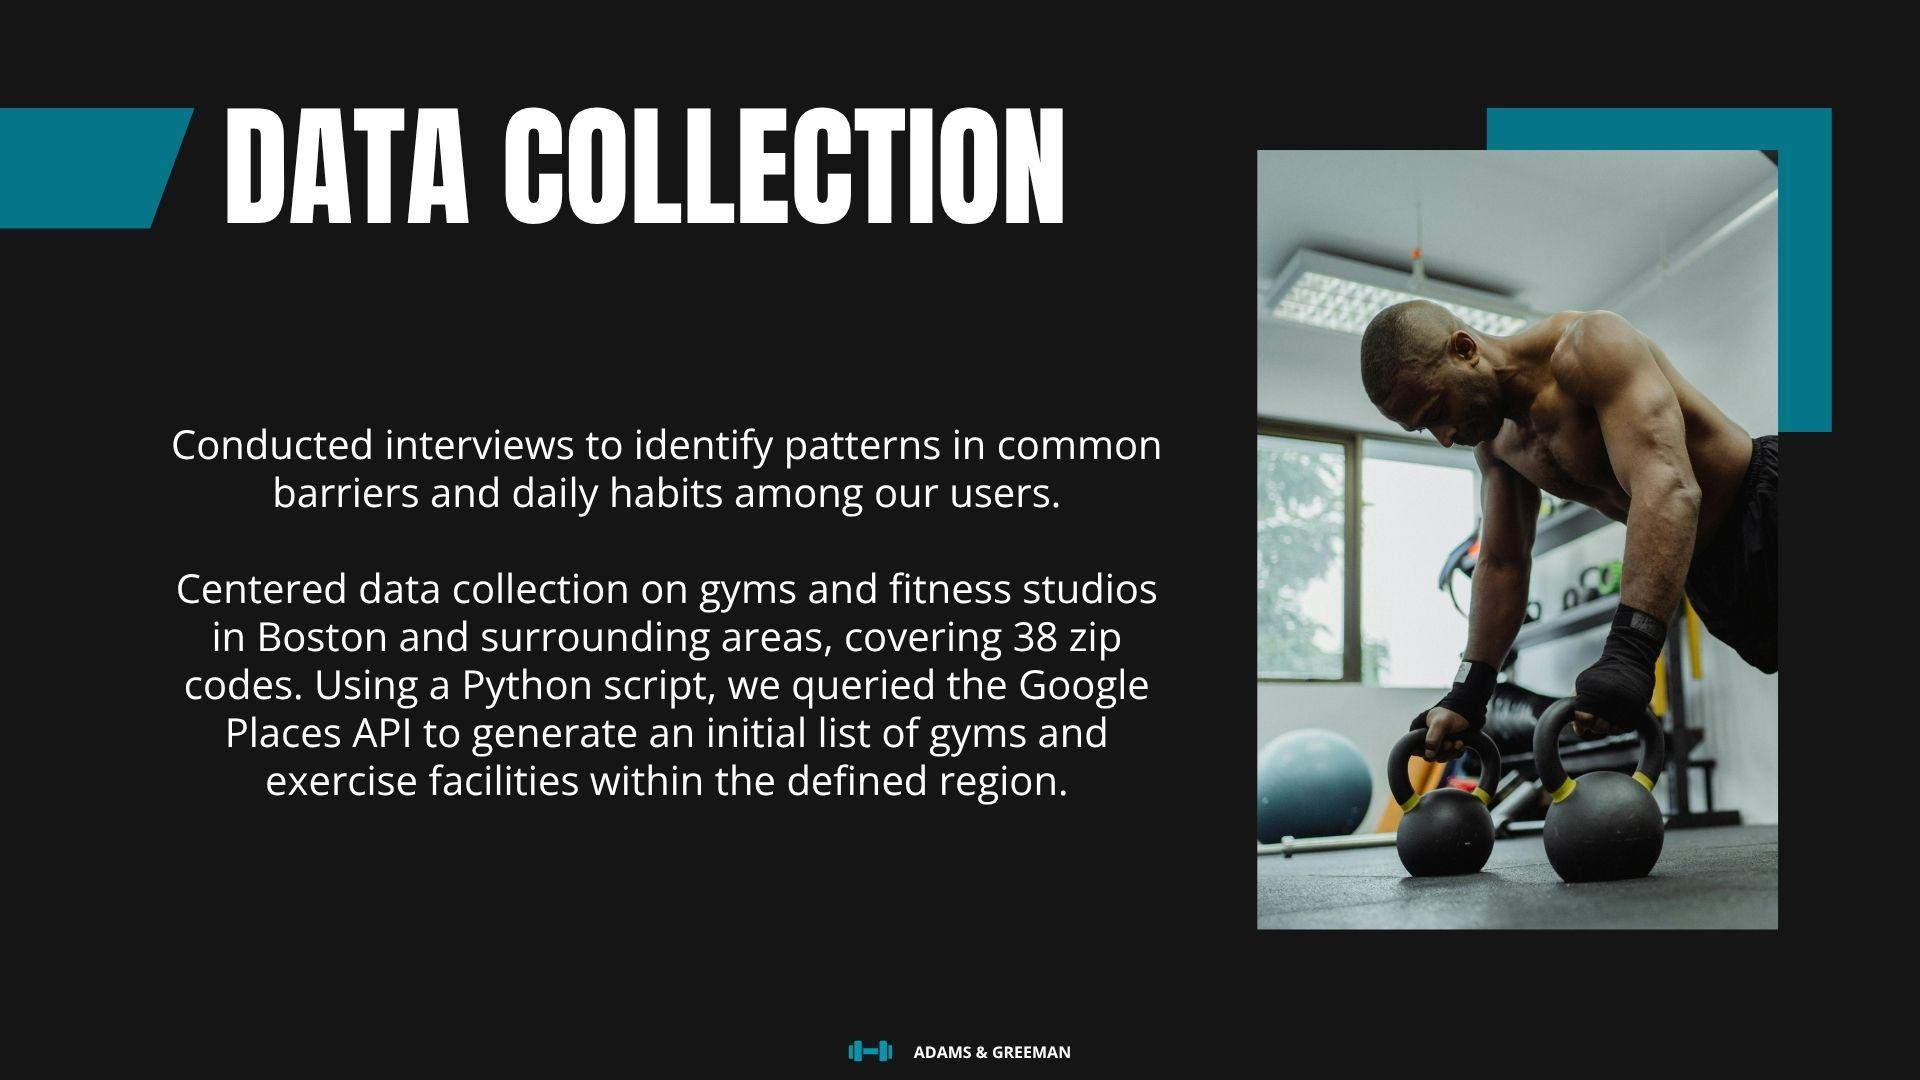 DATA COLLECTION
Conducted interviews to identify patterns in common
barriers and daily habits among our users.
Centered data collection on gyms and fitness studios
in Boston and surrounding areas, covering 38 zip
codes. Using a Python script, we queried the Google
Places API to generate an initial list of gyms and
exercise facilities within the defined region.
ADAMS & GREEMAN